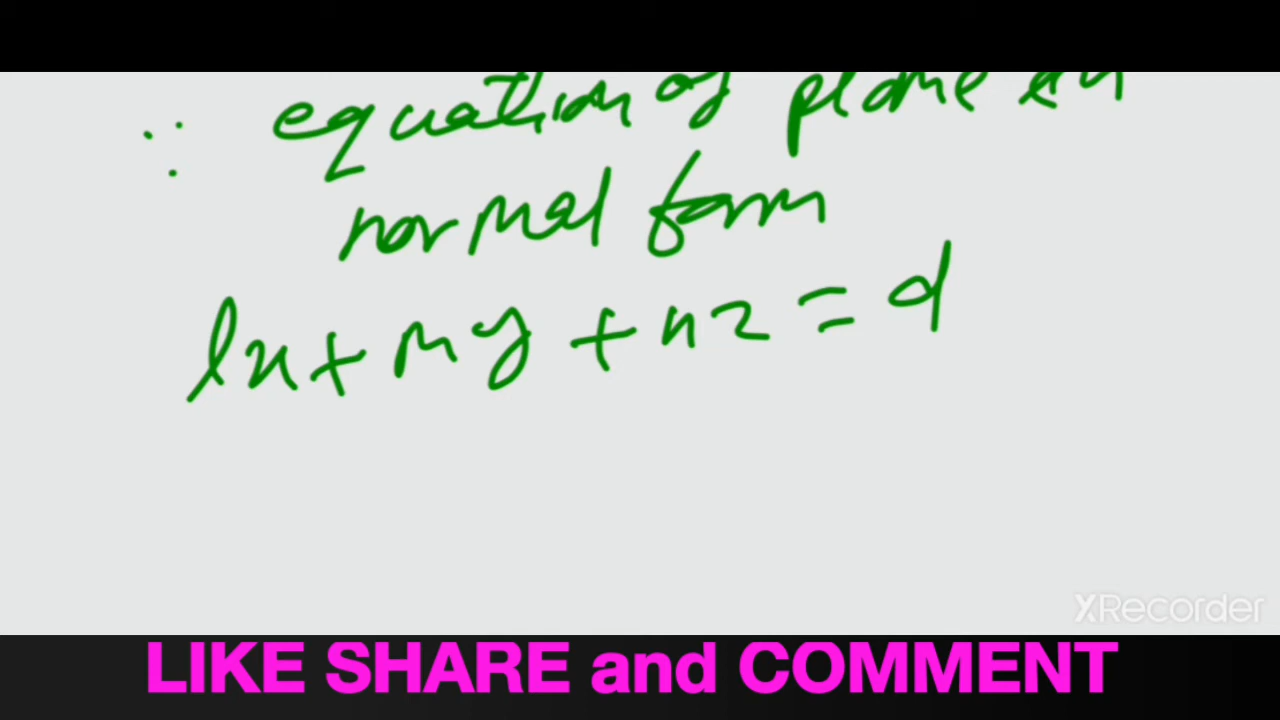 ∵ equation of plane in
normal form
lx + my + nz = d
XRecorder
LIKE SHARE and COMMENT